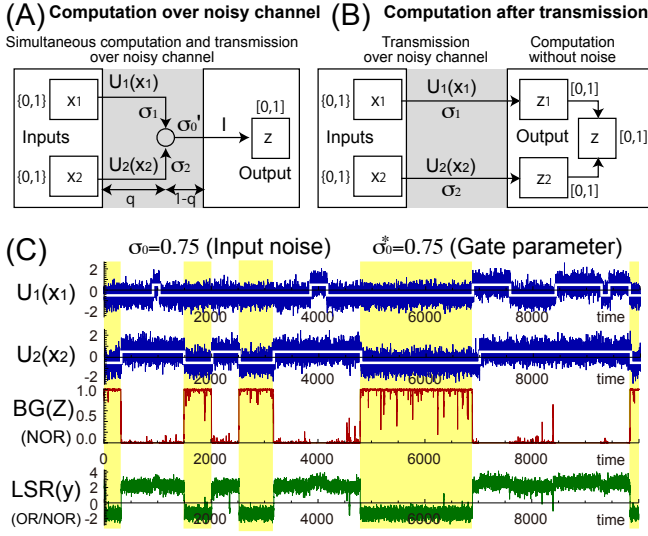 (A) Computation over noisy channel
Simultaneous computation and transmission
over noisy channel
{0,1}
x1
U1(x1)
σ1
[0,1]
Inputs
σ0'
I
z
{0,1}
x2
U2(x2)
σ2
Output
q
1-q
(B) Computation after transmission
Transmission
over noisy channel
Computation
without noise
{0,1}
x1
U1(x1)
σ1
z1
[0,1]
Inputs
Output
z
[0,1]
{0,1}
x2
U2(x2)
σ2
z2
[0,1]
(C) σ0=0.75 (Input noise) σ0*=0.75 (Gate parameter)
U1(x1)
2
0
-2
2000 4000 6000 8000 time
U2(x2)
2
0
-2
2000 4000 6000 8000 time
BG(Z)
(NOR)
1.0
0.5
0.0
0 2000 4000 6000 8000 time
LSR(y)
(OR/NOR)
4
2
0
-2
2000 4000 6000 8000 time